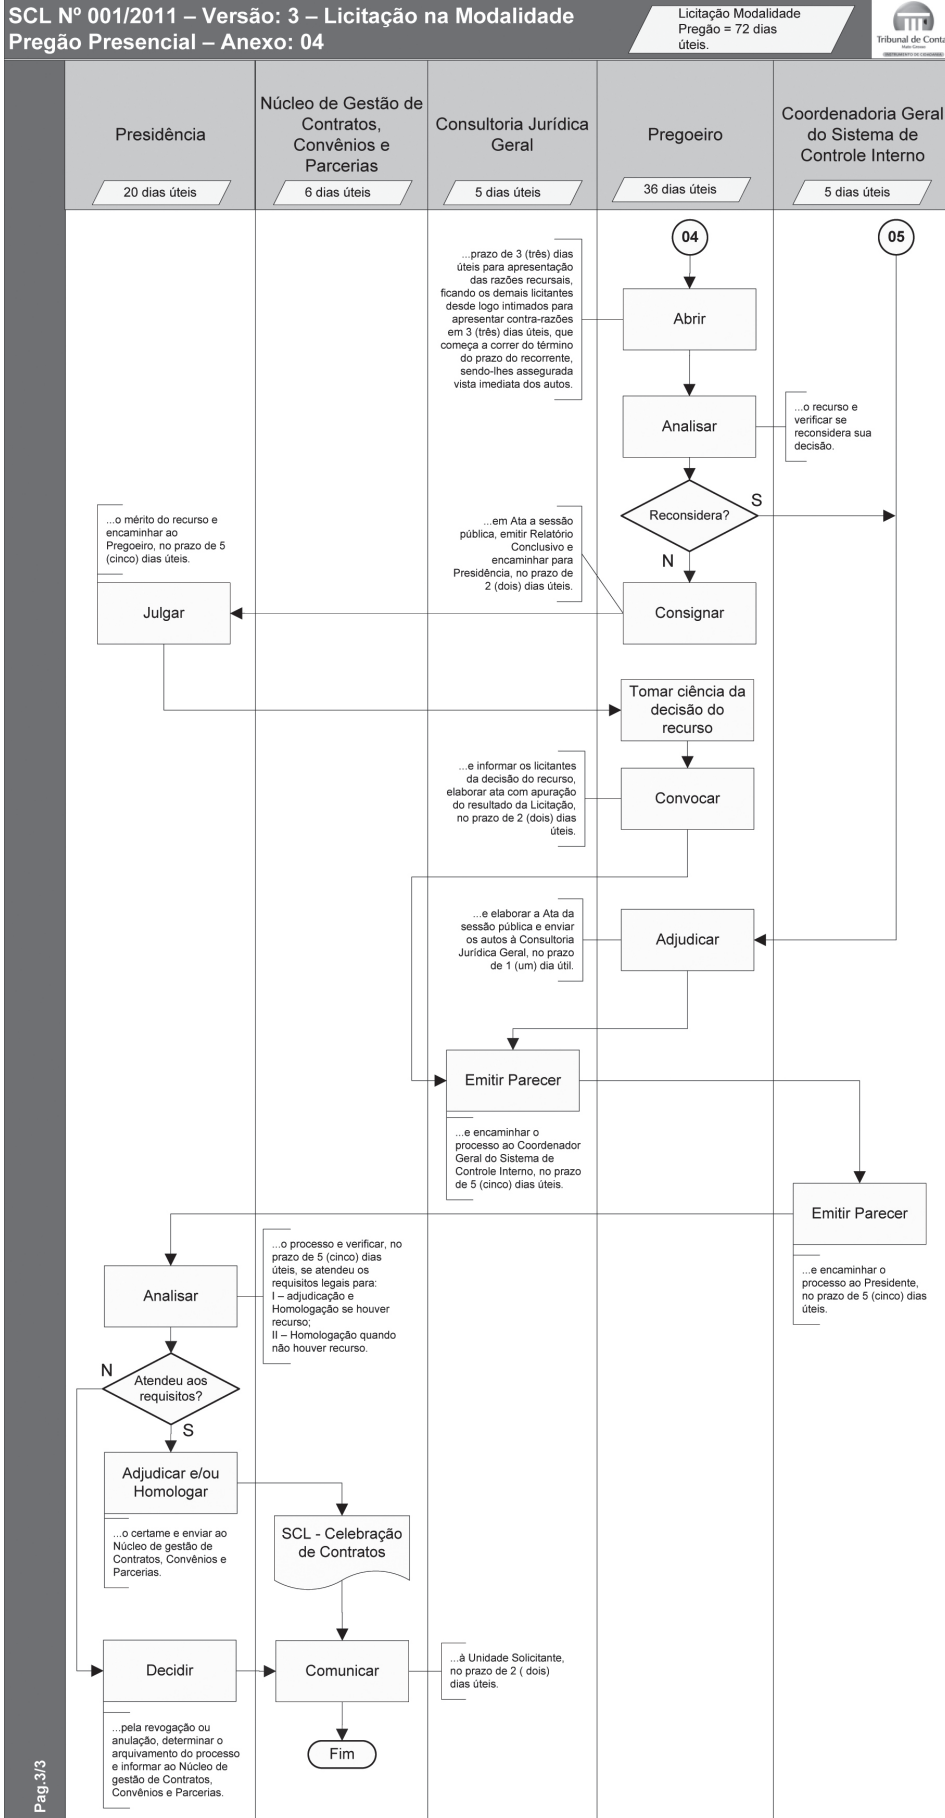 SCL Nº 001/2011 – Versão: 3 – Licitação na Modalidade
Pregão Presencial – Anexo: 04
Licitação Modalidade
Pregão = 72 dias
úteis.
Tribunal de Conta
Mato Grosso
INSTRUMENTO DE CIDADANIA
Presidência
20 dias úteis
Núcleo de Gestão de
Contratos,
Convênios e
Parcerias
6 dias úteis
Consultoria Jurídica
Geral
5 dias úteis
Pregoeiro
36 dias úteis
Coordenadoria Geral
do Sistema de
Controle Interno
5 dias úteis
04
05
...prazo de 3 (três) dias
úteis para apresentação
das razões recursais,
ficando os demais licitantes
desde logo intimados para
apresentar contra-razões
em 3 (três) dias úteis, que
começa a correr do término
do prazo do recorrente,
sendo-lhes assegurada
vista imediata dos autos.
Abrir
Analisar
...o recurso e
verificar se
reconsidera sua
decisão.
Reconsidera?
S
N
...em Ata a sessão
pública, emitir Relatório
Conclusivo e
encaminhar para
Presidência, no prazo de
2 (dois) dias úteis.
Consignar
...o mérito do recurso e
encaminhar ao
Pregoeiro, no prazo de 5
(cinco) dias úteis.
Julgar
Tomar ciência da
decisão do
recurso
...e informar os licitantes
da decisão do recurso,
elaborar ata com apuração
do resultado da Licitação,
no prazo de 2 (dois) dias
úteis.
Convocar
...e elaborar a Ata da
sessão pública e enviar
os autos à Consultoria
Jurídica Geral, no prazo
de 1 (um) dia útil.
Adjudicar
Emitir Parecer
...e encaminhar o
processo ao Coordenador
Geral do Sistema de
Controle Interno, no prazo
de 5 (cinco) dias úteis.
Emitir Parecer
...e encaminhar o
processo ao Presidente,
no prazo de 5 (cinco) dias
úteis.
Analisar
...o processo e verificar, no
prazo de 5 (cinco) dias
úteis, se atendeu os
requisitos legais para:
I – adjudicação e
Homologação se houver
recurso;
II – Homologação quando
não houver recurso.
N
Atendeu aos
requisitos?
S
Adjudicar e/ou
Homologar
...o certame e enviar ao
Núcleo de gestão de
Contratos, Convênios e
Parcerias.
SCL - Celebração
de Contratos
Decidir
...pela revogação ou
anulação, determinar o
arquivamento do processo
e informar ao Núcleo de
gestão de Contratos,
Convênios e Parcerias.
Comunicar
...à Unidade Solicitante,
no prazo de 2 ( dois)
dias úteis.
Fim
Pag.3/3